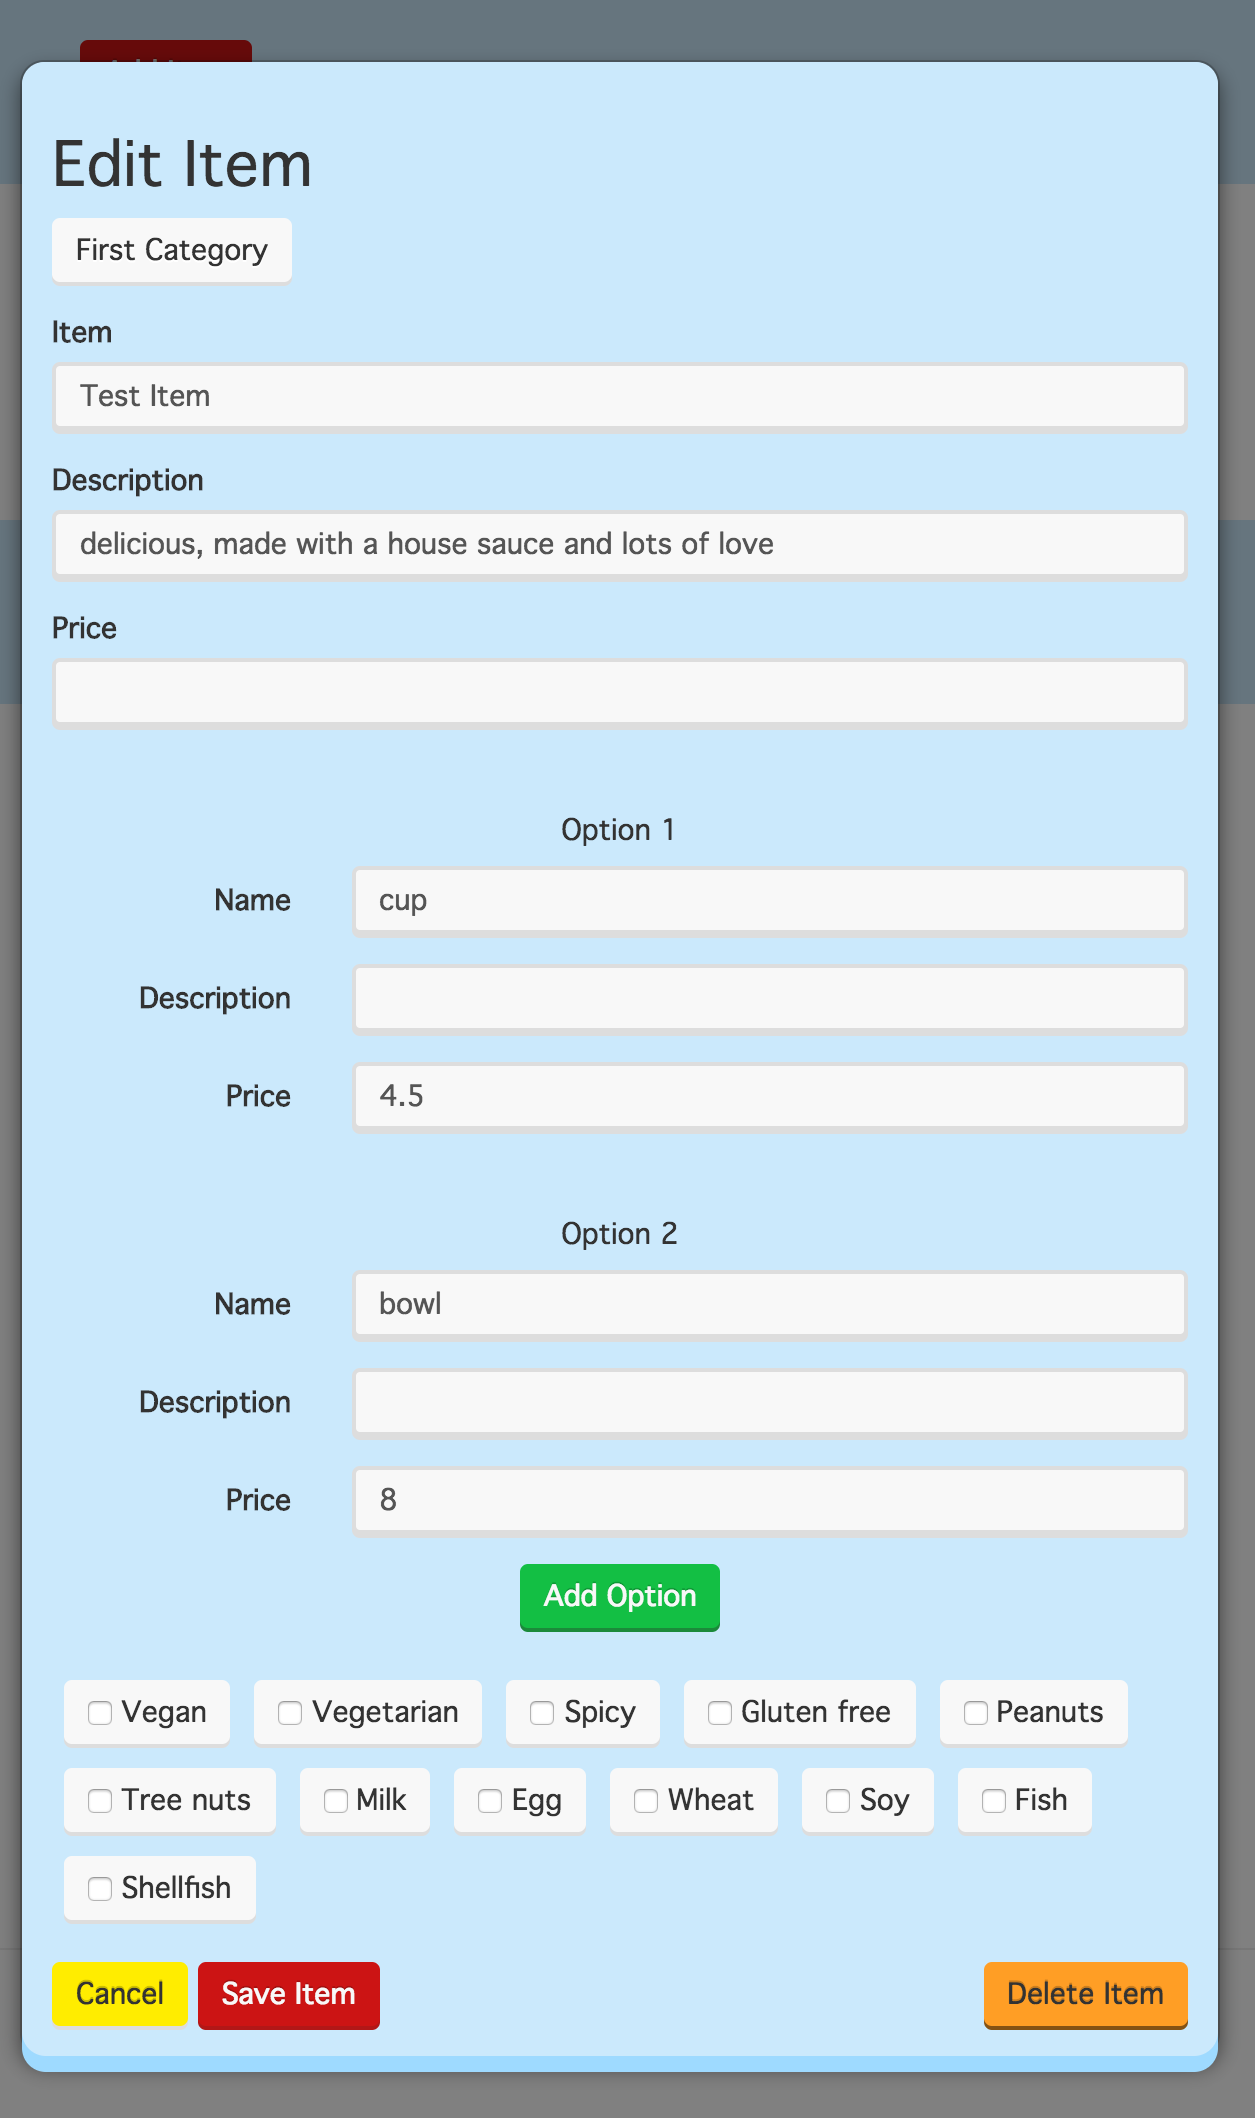 Edit Item
First Category
Item
Test Item
Description
delicious, made with a house sauce and lots of love
Price
Option 1
Name cup
Description
Price 4.5
Option 2
Name bowl
Description
Price 8
Add Option
Vegan Vegetarian Spicy Gluten free Peanuts
Tree nuts Milk Egg Wheat Soy Fish
Shellfish
Cancel Save Item Delete Item